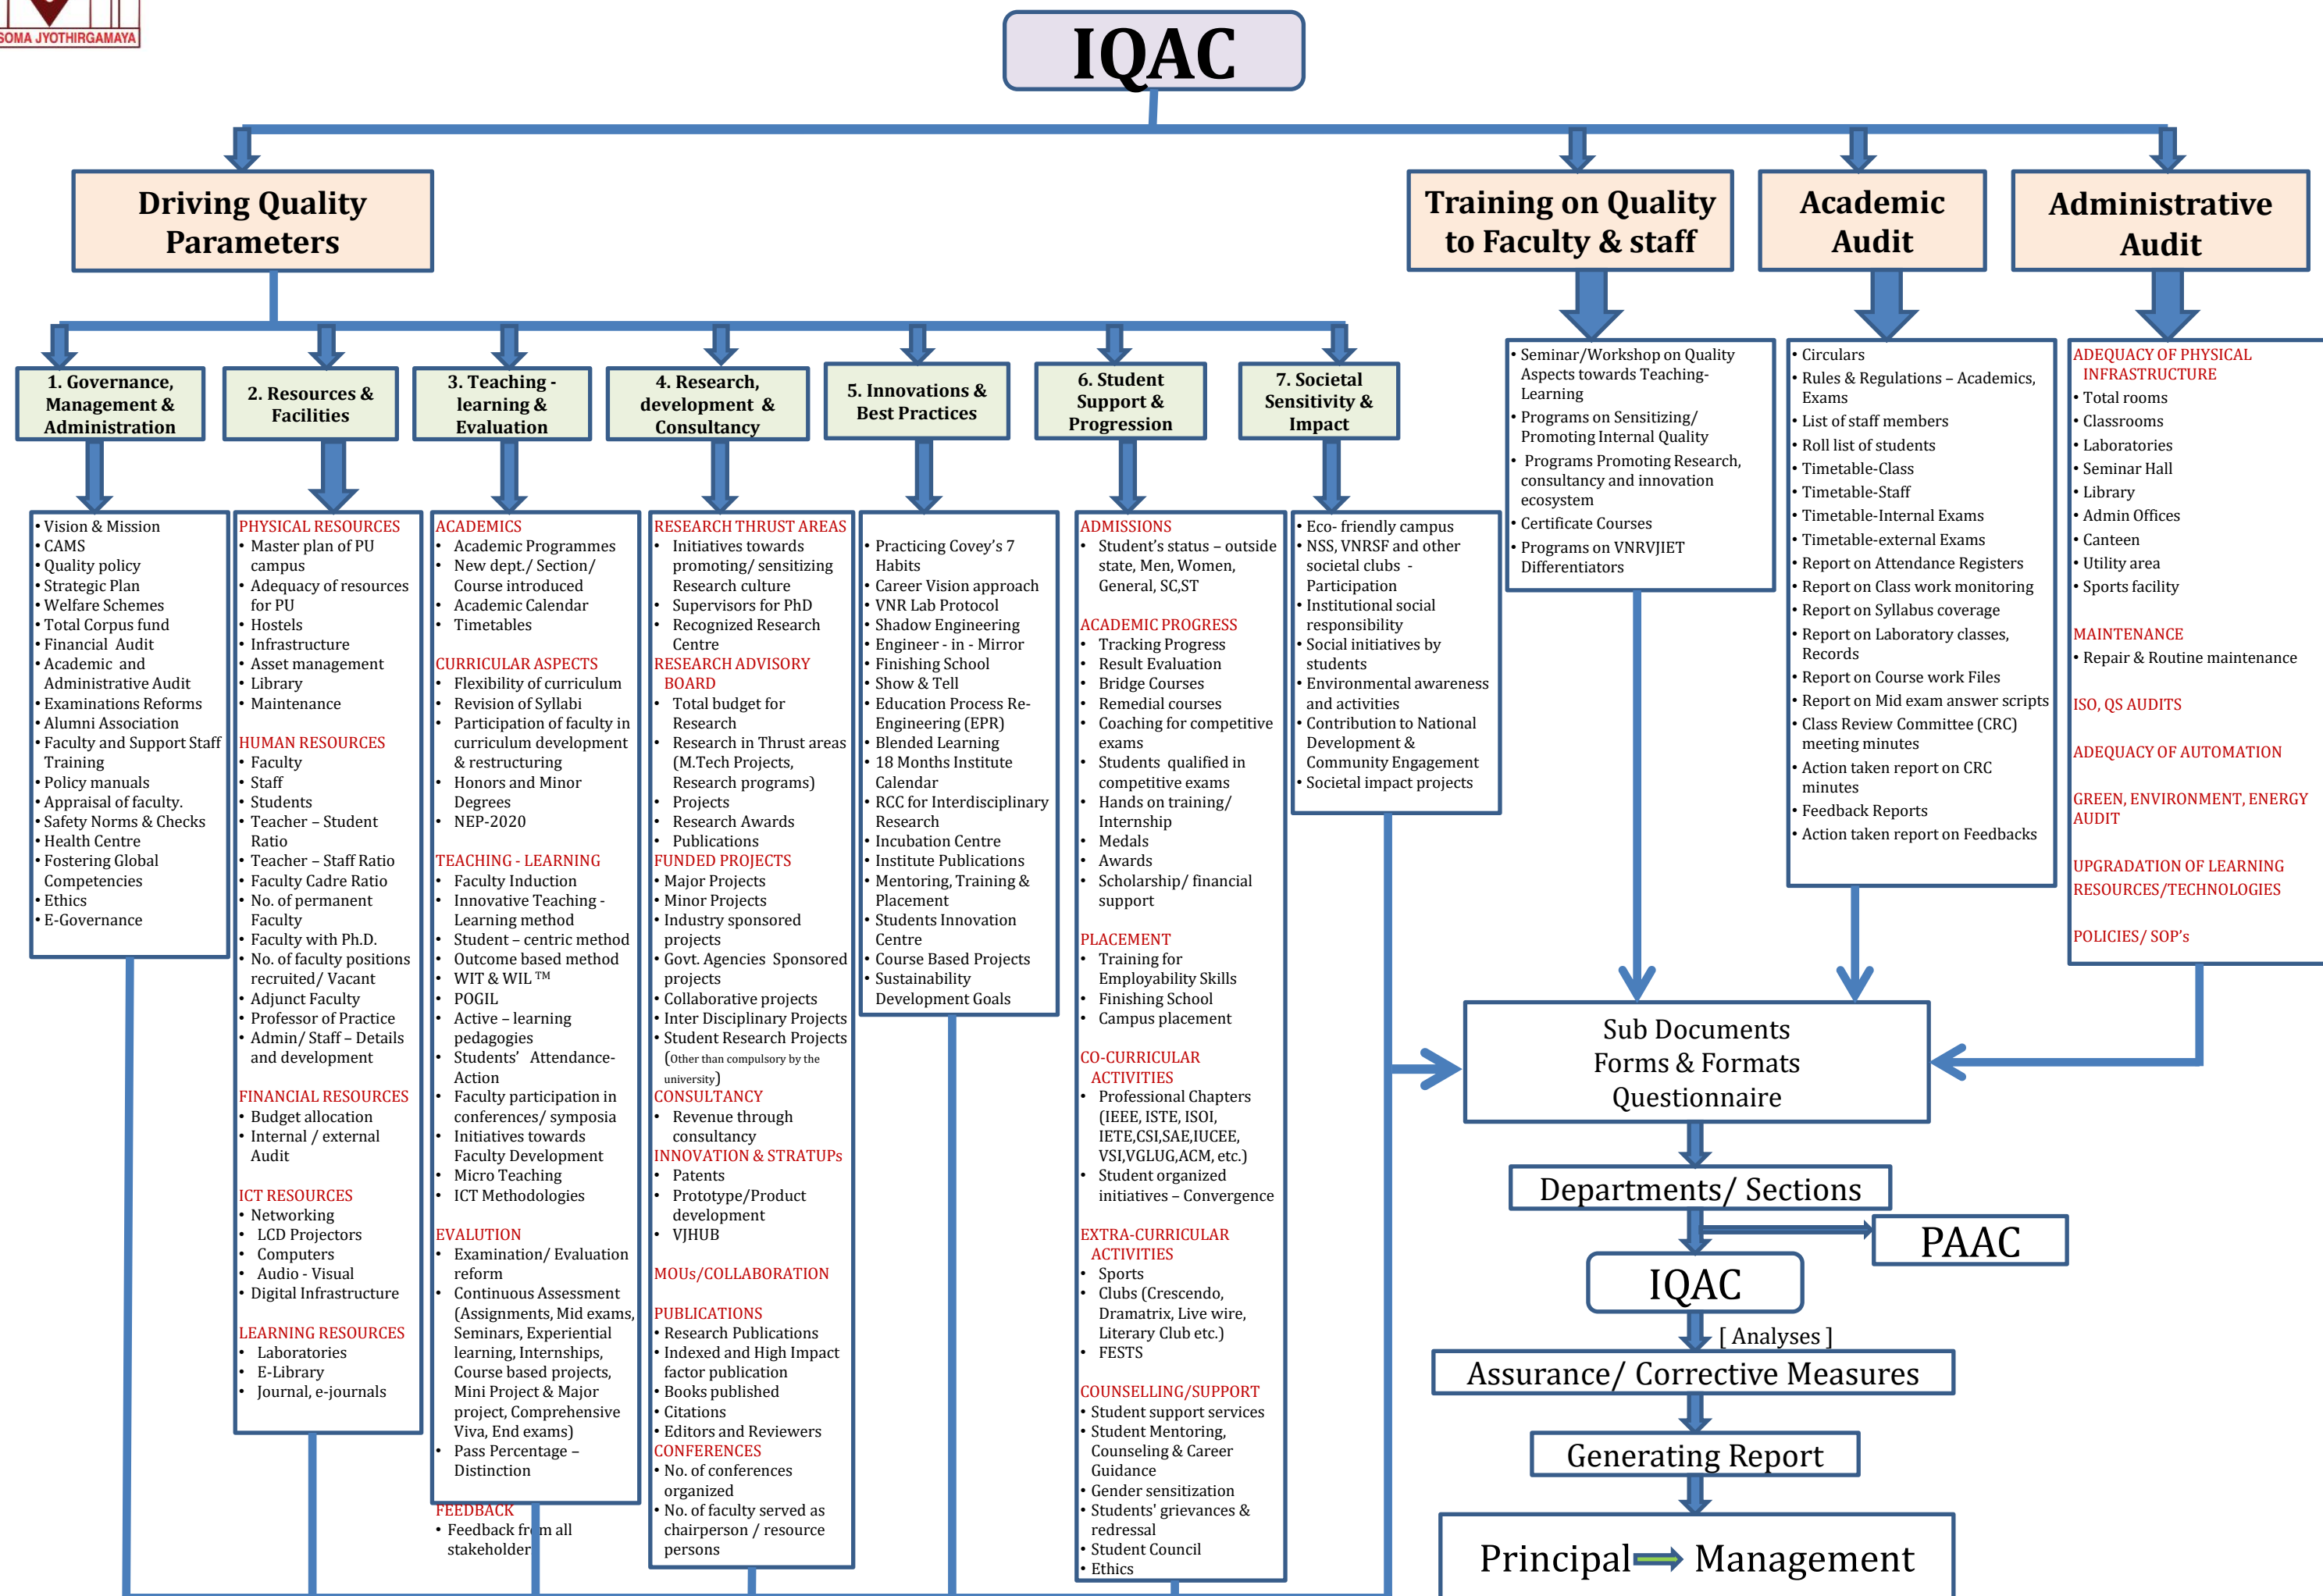 SOMA JYOTHIRGAMAYA
IQAC
Driving Quality
Parameters
Training on Quality
to Faculty & staff
Academic
Audit
Administrative
Audit
1. Governance,
Management &
Administration
2. Resources &
Facilities
3. Teaching -
learning &
Evaluation
4. Research,
development &
Consultancy
5. Innovations &
Best Practices
6. Student
Support &
Progression
7. Societal
Sensitivity &
Impact
• Vision & Mission
• CAMS
• Quality policy
• Strategic Plan
• Welfare Schemes
• Total Corpus fund
• Financial Audit
• Academic and
Administrative Audit
• Examinations Reforms
• Alumni Association
• Faculty and Support Staff
Training
• Policy manuals
• Appraisal of faculty.
• Safety Norms & Checks
• Health Centre
• Fostering Global
Competencies
• Ethics
• E-Governance
PHYSICAL RESOURCES
• Master plan of PU
campus
• Adequacy of resources
for PU
• Hostels
• Infrastructure
• Asset management
• Library
• Maintenance
HUMAN RESOURCES
• Faculty
• Staff
• Students
• Teacher – Student
Ratio
• Teacher – Staff Ratio
• Faculty Cadre Ratio
• No. of permanent
Faculty
• Faculty with Ph.D.
• No. of faculty positions
recruited/ Vacant
• Adjunct Faculty
• Professor of Practice
• Admin/ Staff – Details
and development
FINANCIAL RESOURCES
• Budget allocation
• Internal / external
Audit
ICT RESOURCES
• Networking
• LCD Projectors
• Computers
• Audio - Visual
• Digital Infrastructure
LEARNING RESOURCES
• Laboratories
• E-Library
• Journal, e-journals
ACADEMICS
• Academic Programmes
• New dept./ Section/
Course introduced
• Academic Calendar
• Timetables
CURRICULAR ASPECTS
• Flexibility of curriculum
• Revision of Syllabi
• Participation of faculty in
curriculum development
& restructuring
• Honors and Minor
Degrees
• NEP-2020
TEACHING - LEARNING
• Faculty Induction
• Innovative Teaching -
Learning method
• Student – centric method
• Outcome based method
• WIT & WIL ™
• POGIL
• Active – learning
pedagogies
• Students' Attendance-
Action
• Faculty participation in
conferences/ symposia
• Initiatives towards
Faculty Development
• Micro Teaching
• ICT Methodologies
EVALUTION
• Examination/ Evaluation
reform
• Continuous Assessment
(Assignments, Mid exams,
Seminars, Experiential
learning, Internships,
Course based projects,
Mini Project & Major
project, Comprehensive
Viva, End exams)
• Pass Percentage –
Distinction
FEEDBACK
• Feedback from all
stakeholder
RESEARCH THRUST AREAS
• Initiatives towards
promoting/ sensitizing
Research culture
• Supervisors for PhD
• Recognized Research
Centre
RESEARCH ADVISORY
BOARD
• Total budget for
Research
• Research in Thrust areas
(M.Tech Projects,
Research programs)
• Projects
• Research Awards
• Publications
FUNDED PROJECTS
• Major Projects
• Minor Projects
• Industry sponsored
projects
• Govt. Agencies Sponsored
projects
• Collaborative projects
• Inter Disciplinary Projects
• Student Research Projects
(Other than compulsory by the
university)
CONSULTANCY
• Revenue through
consultancy
INNOVATION & STRATUPs
• Patents
• Prototype/Product
development
• VJHUB
MOUs/COLLABORATION
PUBLICATIONS
• Research Publications
• Indexed and High Impact
factor publication
• Books published
• Citations
• Editors and Reviewers
CONFERENCES
• No. of conferences
organized
• No. of faculty served as
chairperson / resource
persons
• Practicing Covey's 7
Habits
• Career Vision approach
• VNR Lab Protocol
• Shadow Engineering
• Engineer - in - Mirror
• Finishing School
• Show & Tell
• Education Process Re-
Engineering (EPR)
• Blended Learning
• 18 Months Institute
Calendar
• RCC for Interdisciplinary
Research
• Incubation Centre
• Institute Publications
• Mentoring, Training &
Placement
• Students Innovation
Centre
• Course Based Projects
• Sustainability
Development Goals
ADMISSIONS
• Student's status – outside
state, Men, Women,
General, SC,ST
ACADEMIC PROGRESS
• Tracking Progress
• Result Evaluation
• Bridge Courses
• Remedial courses
• Coaching for competitive
exams
• Students qualified in
competitive exams
• Hands on training/
Internship
• Medals
• Awards
• Scholarship/ financial
support
PLACEMENT
• Training for
Employability Skills
• Finishing School
• Campus placement
CO-CURRICULAR
ACTIVITIES
• Professional Chapters
(IEEE, ISTE, ISOI,
IETE,CSI,SAE,IUCEE,
VSI,VGLUG,ACM, etc.)
• Student organized
initiatives – Convergence
EXTRA-CURRICULAR
ACTIVITIES
• Sports
• Clubs (Crescendo,
Dramatrix, Live wire,
Literary Club etc.)
• FESTS
COUNSELLING/SUPPORT
• Student support services
• Student Mentoring,
Counseling & Career
Guidance
• Gender sensitization
• Students' grievances &
redressal
• Student Council
• Ethics
• Eco- friendly campus
• NSS, VNRSF and other
societal clubs -
Participation
• Institutional social
responsibility
• Social initiatives by
students
• Environmental awareness
and activities
• Contribution to National
Development &
Community Engagement
• Societal impact projects
• Seminar/Workshop on Quality
Aspects towards Teaching-
Learning
• Programs on Sensitizing/
Promoting Internal Quality
• Programs Promoting Research,
consultancy and innovation
ecosystem
• Certificate Courses
• Programs on VNRVJIET
Differentiators
• Circulars
• Rules & Regulations – Academics,
Exams
• List of staff members
• Roll list of students
• Timetable-Class
• Timetable-Staff
• Timetable-Internal Exams
• Timetable-external Exams
• Report on Attendance Registers
• Report on Class work monitoring
• Report on Syllabus coverage
• Report on Laboratory classes,
Records
• Report on Course work Files
• Report on Mid exam answer scripts
• Class Review Committee (CRC)
meeting minutes
• Action taken report on CRC
minutes
• Feedback Reports
• Action taken report on Feedbacks
ADEQUACY OF PHYSICAL
INFRASTRUCTURE
• Total rooms
• Classrooms
• Laboratories
• Seminar Hall
• Library
• Admin Offices
• Canteen
• Utility area
• Sports facility
MAINTENANCE
• Repair & Routine maintenance
ISO, QS AUDITS
ADEQUACY OF AUTOMATION
GREEN, ENVIRONMENT, ENERGY
AUDIT
UPGRADATION OF LEARNING
RESOURCES/TECHNOLOGIES
POLICIES/ SOP's
Sub Documents
Forms & Formats
Questionnaire
Departments/ Sections
PAAC
IQAC
[ Analyses ]
Assurance/ Corrective Measures
Generating Report
Principal Management